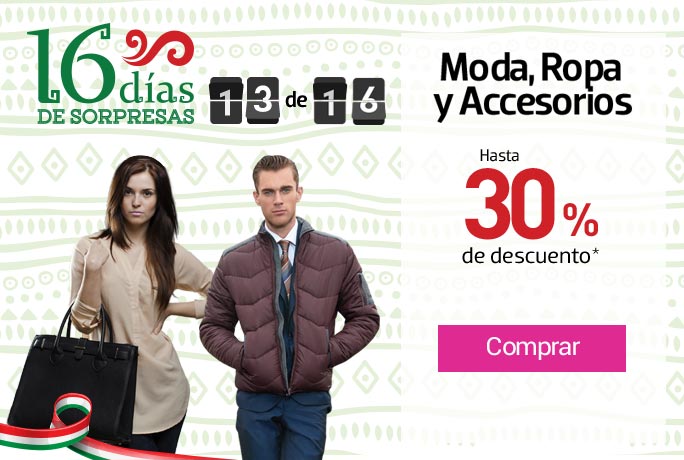 16 días
DE SORPRESAS
13 de 16
Moda, Ropa
y Accesorios
Hasta
30%
de descuento*
Comprar